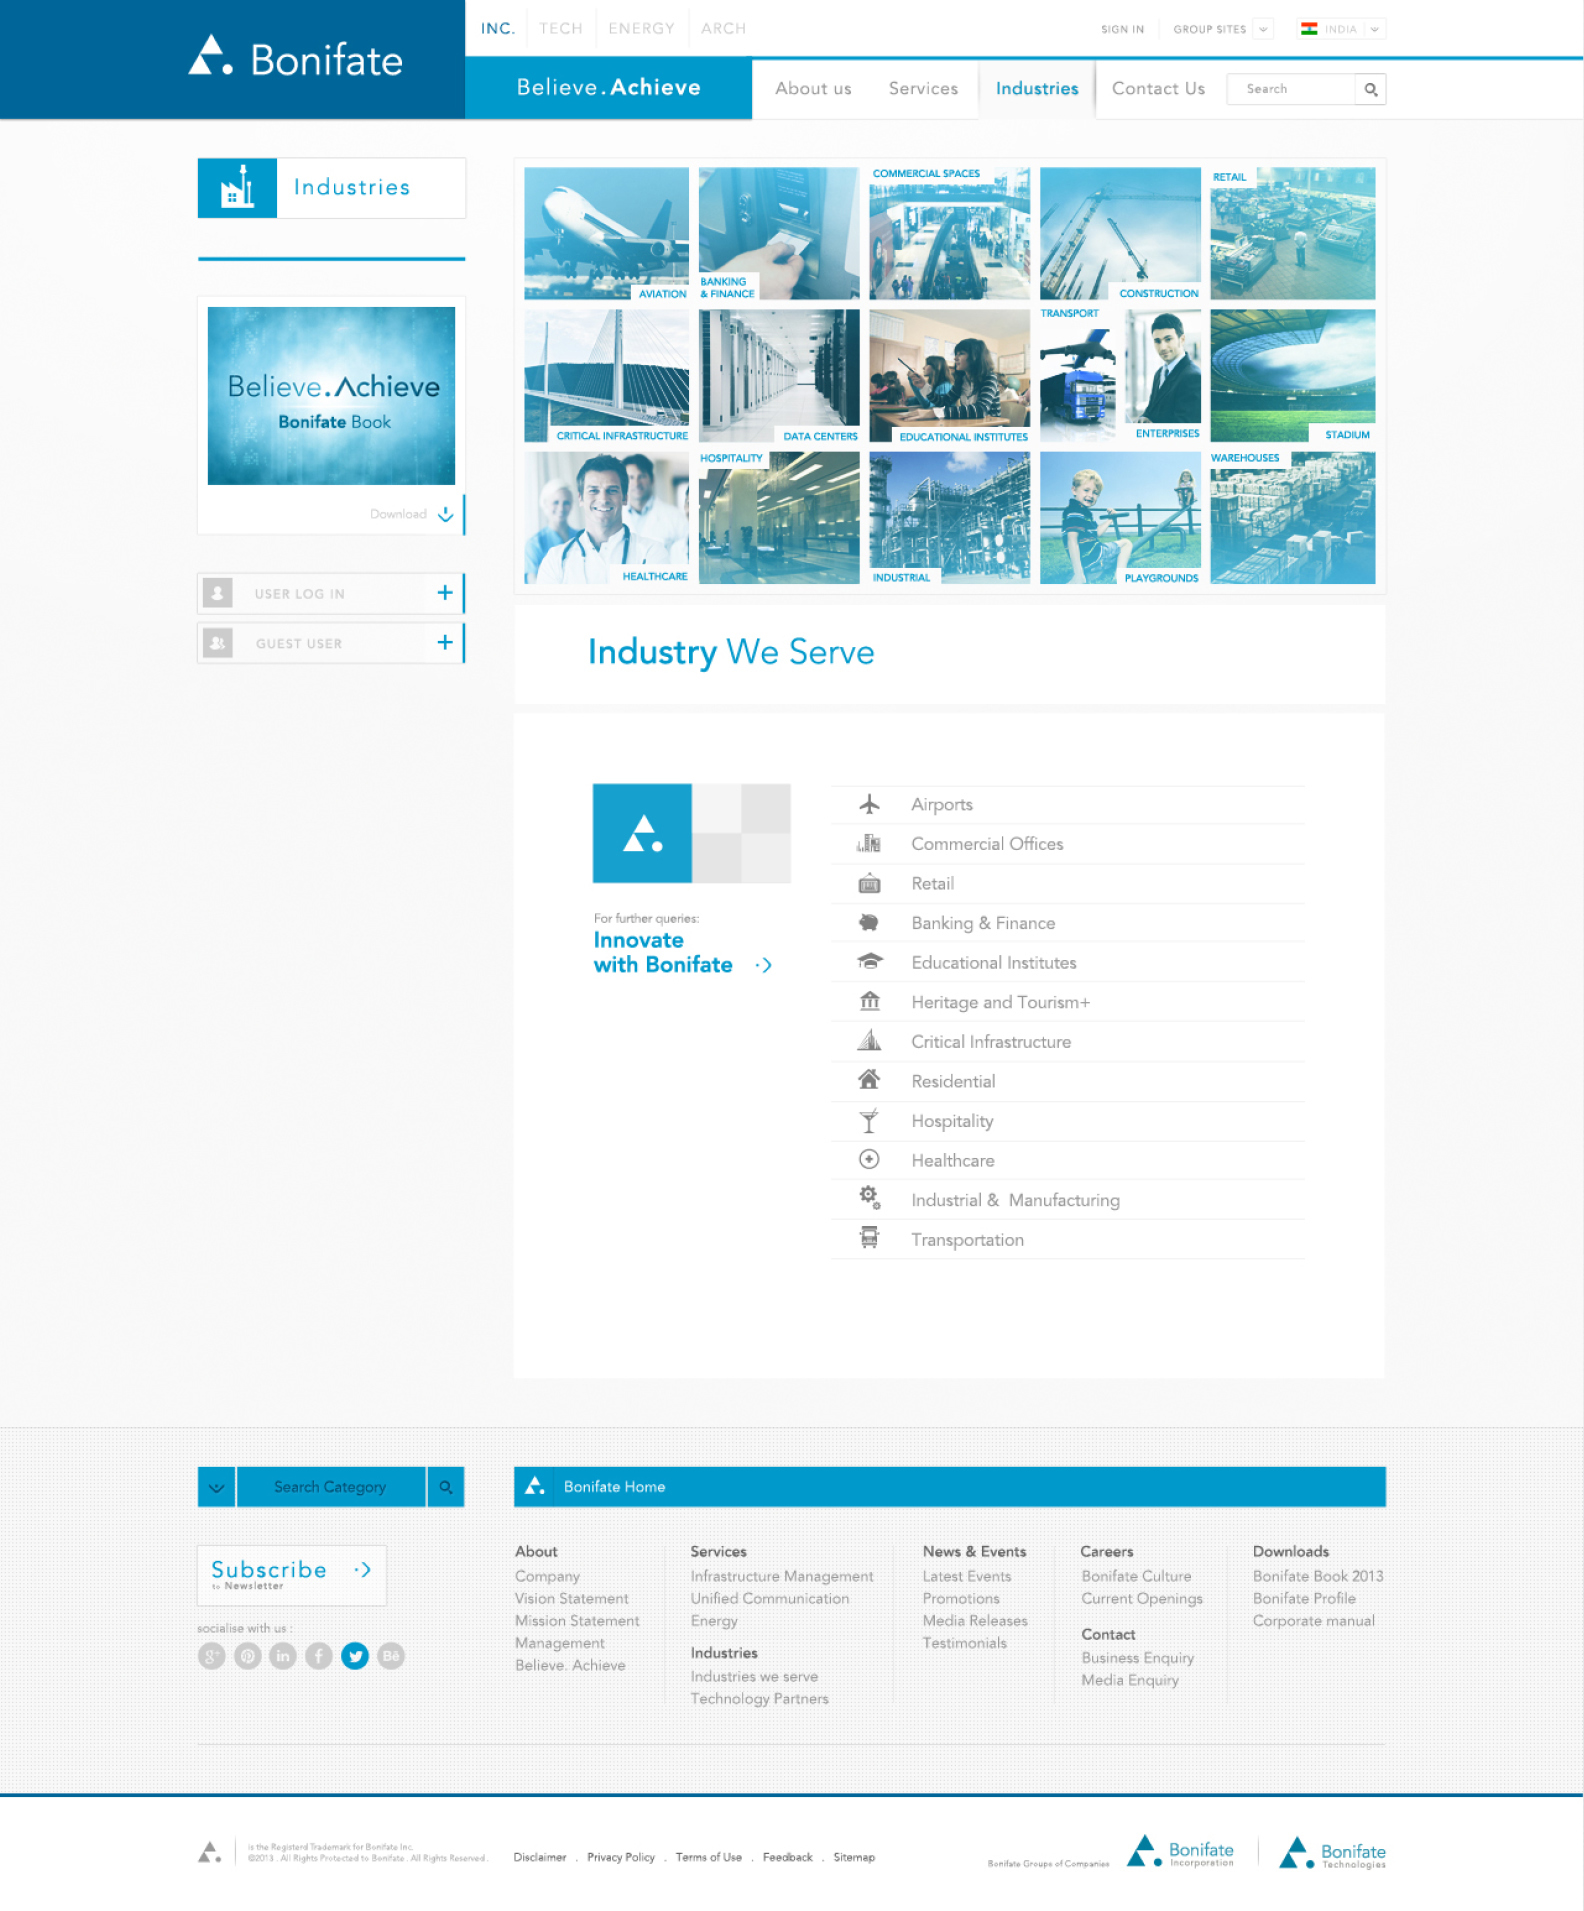 Bonifate
INC.
TECH
ENERGY
ARCH
SIGN IN
GROUP SITES
INDIA
Believe.Achieve
About us
Services
Industries
Contact Us
Search
Industries
Believe.Achieve
Bonifate Book
Download
USER LOG IN
GUEST USER
AVIATION
BANKING
& FINANCE
COMMERCIAL SPACES
CONSTRUCTION
RETAIL
CRITICAL INFRASTRUCTURE
DATA CENTERS
EDUCATIONAL INSTITUTES
TRANSPORT
ENTERPRISES
STADIUM
HEALTHCARE
HOSPITALITY
INDUSTRIAL
PLAYGROUNDS
WAREHOUSES
Industry We Serve
For further queries:
Innovate
with Bonifate
Airports
Commercial Offices
Retail
Banking & Finance
Educational Institutes
Heritage and Tourism+
Critical Infrastructure
Residential
Hospitality
Healthcare
Industrial & Manufacturing
Transportation
Search Category
Bonifate Home
Subscribe
to Newsletter
socialise with us :
About
Company
Vision Statement
Mission Statement
Management
Believe. Achieve
Services
Infrastructure Management
Unified Communication
Energy
Industries
Industries we serve
Technology Partners
News & Events
Latest Events
Promotions
Media Releases
Testimonials
Careers
Bonifate Culture
Current Openings
Contact
Business Enquiry
Media Enquiry
Downloads
Bonifate Book 2013
Bonifate Profile
Corporate manual
is the Registerd Trademark for Bonifate Inc.
©2013 . All Rights Protected to Bonifate . All Rights Reserved .
Disclaimer . Privacy Policy . Terms of Use . Feedback . Sitemap
Bonifate Groups of Companies
Bonifate
Incorporation
Bonifate
Technologies